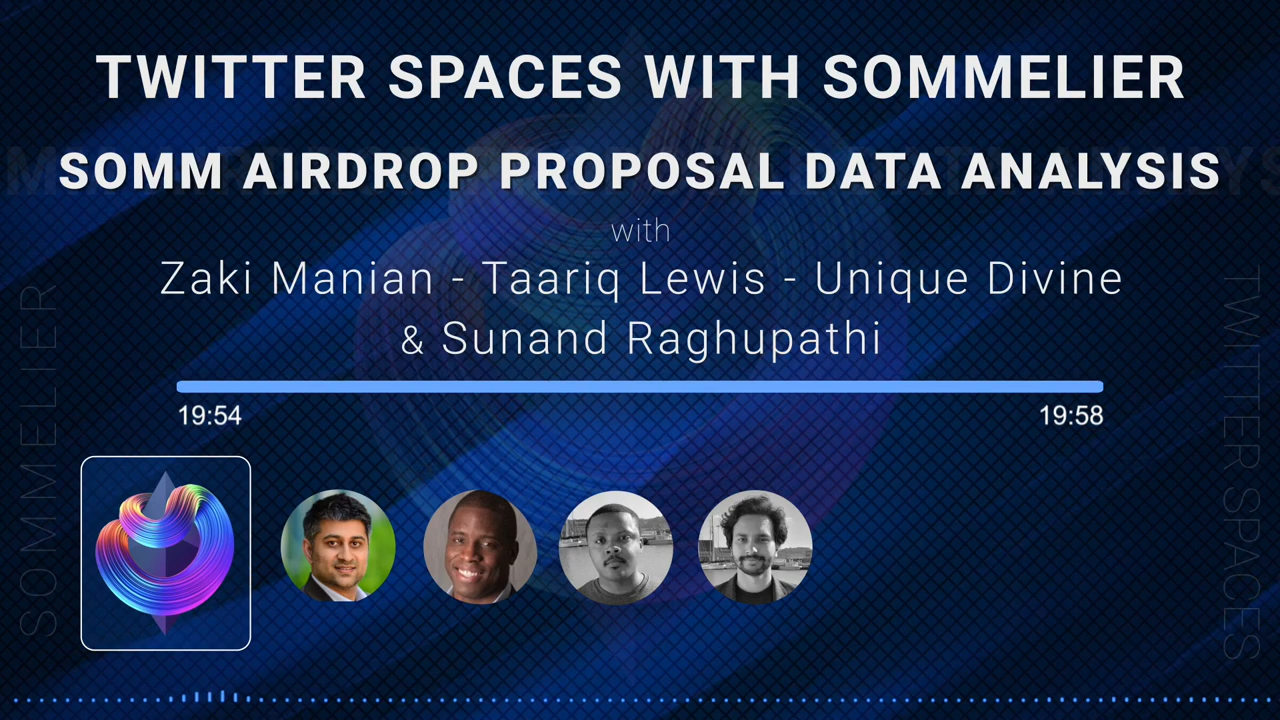 TWITTER SPACES WITH SOMMELIER
SOMM AIRDROP PROPOSAL DATA ANALYSIS
with
Zaki Manian - Taariq Lewis - Unique Divine
& Sunand Raghupathi
19:54
19:58
SOMMELIER
TWITTER SPACES